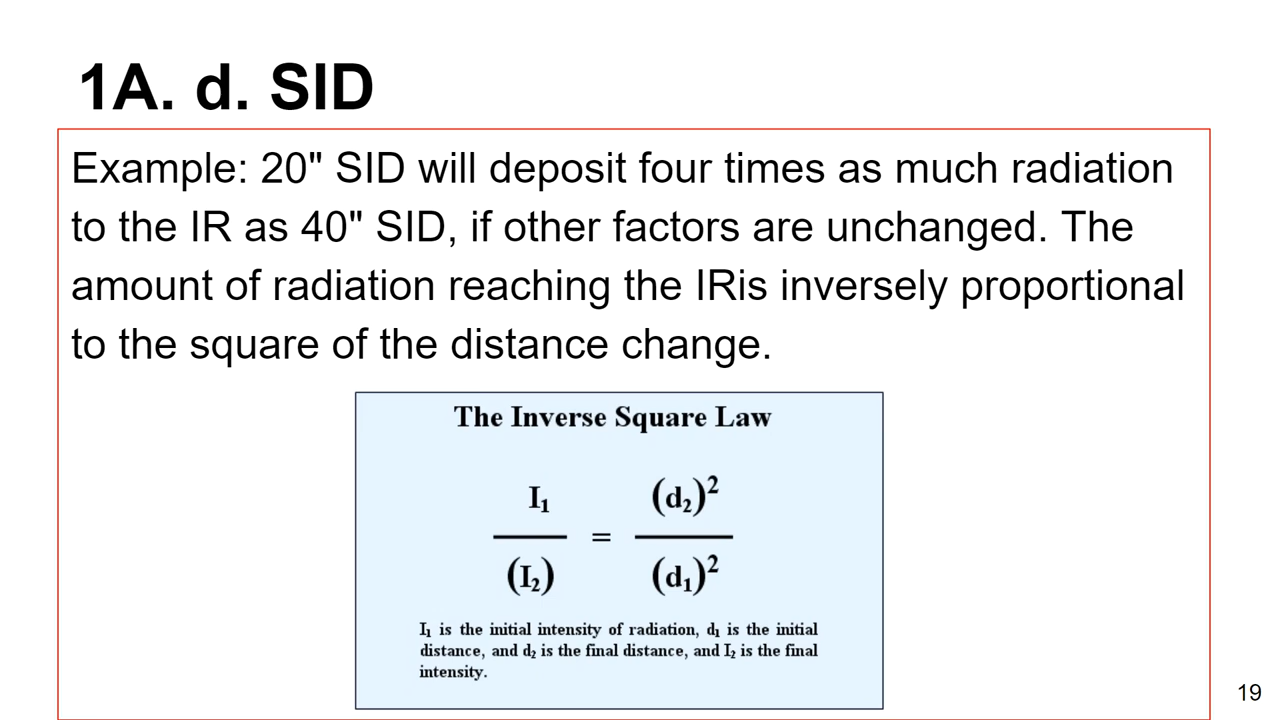 1A. d. SID
Example: 20" SID will deposit four times as much radiation
to the IR as 40" SID, if other factors are unchanged. The
amount of radiation reaching the IRis inversely proportional
to the square of the distance change.
The Inverse Square Law
I₁ / (I₂) = (d₂)² / (d₁)²
I₁ is the initial intensity of radiation, d₁ is the initial
distance, and d₂ is the final distance, and I₂ is the final
intensity.
19